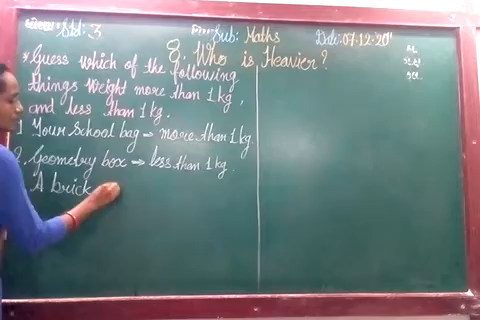 Std: 3 Sub: Maths Date: 07.12.'20"
8. Who is Heavier?
*Guess which of the following
things weight more than 1 kg,
and less than 1 kg.
1 Your School bag → more than 1 kg.
2. Geometry box → less than 1 kg.
A brick